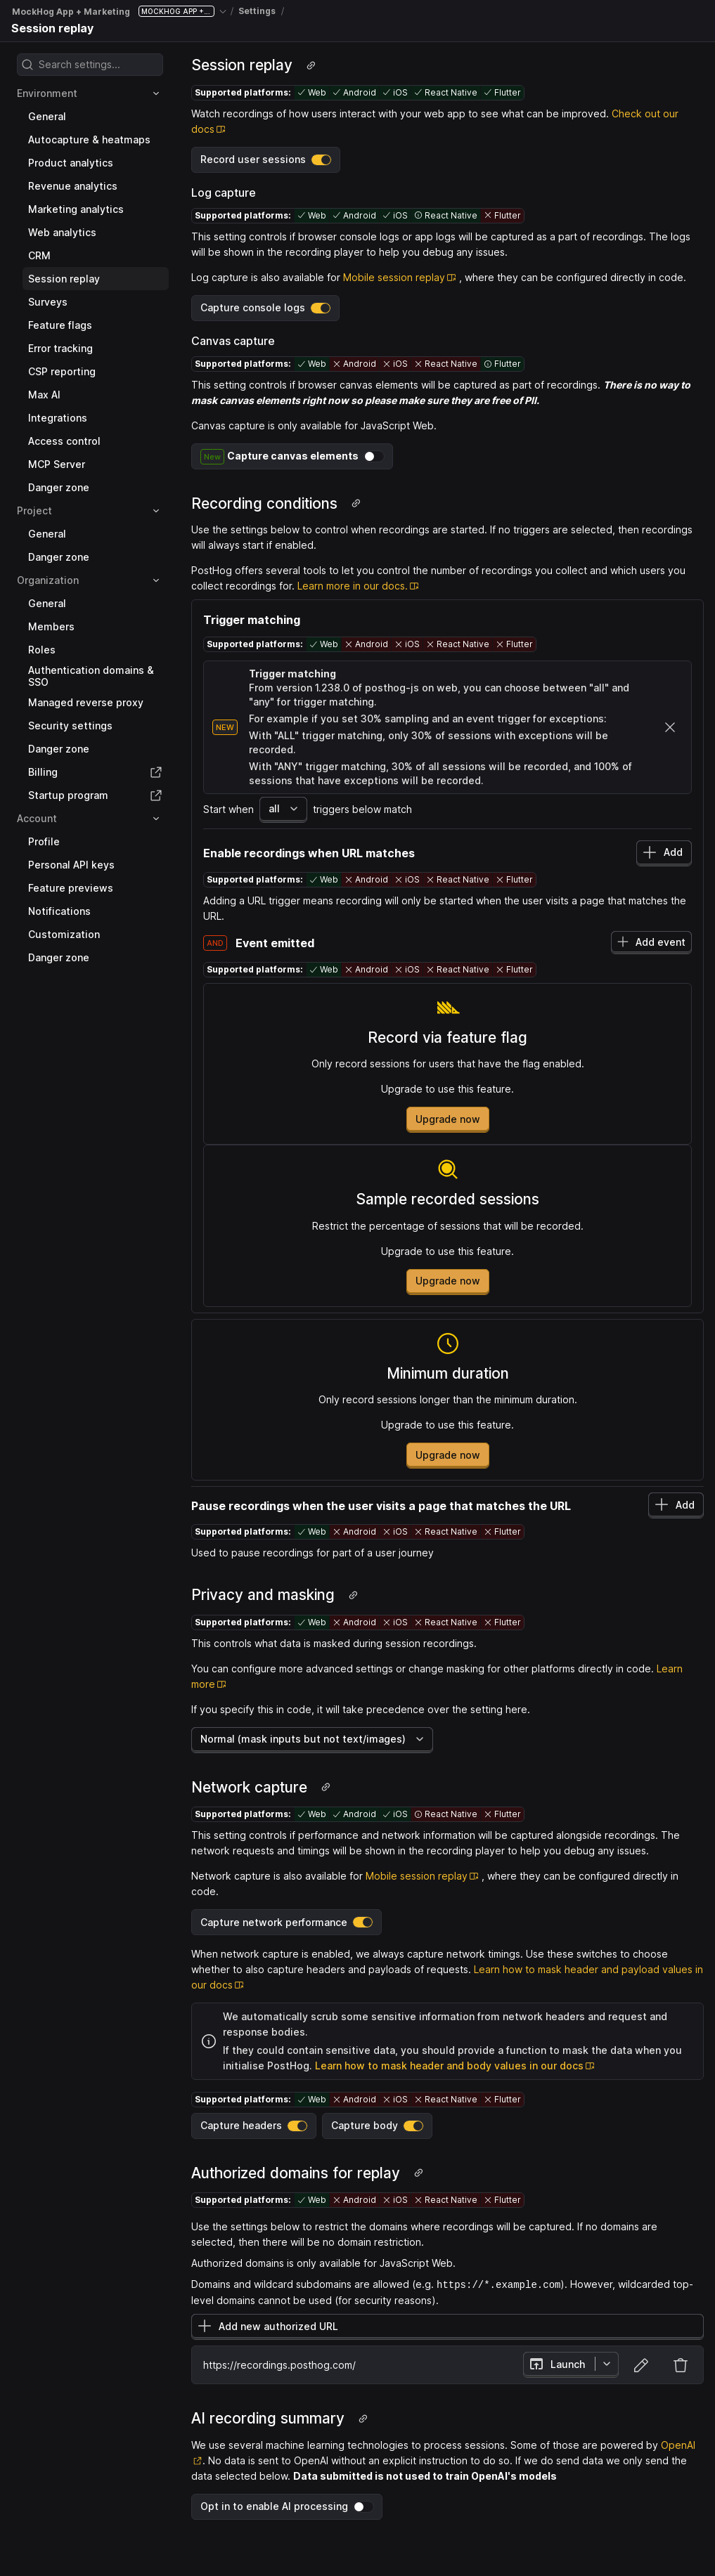 MockHog App + Marketing MOCKHOG APP +... / Settings /
Session replay
Search settings...
Environment
General
Autocapture & heatmaps
Product analytics
Revenue analytics
Marketing analytics
Web analytics
CRM
Session replay
Surveys
Feature flags
Error tracking
CSP reporting
Max AI
Integrations
Access control
MCP Server
Danger zone
Project
General
Danger zone
Organization
General
Members
Roles
Authentication domains &
SSO
Managed reverse proxy
Security settings
Danger zone
Billing
Startup program
Account
Profile
Personal API keys
Feature previews
Notifications
Customization
Danger zone
Session replay
Supported platforms: Web Android iOS React Native Flutter
Watch recordings of how users interact with your web app to see what can be improved. Check out our
docs
Record user sessions
Log capture
Supported platforms: Web Android iOS React Native Flutter
This setting controls if browser console logs or app logs will be captured as a part of recordings. The logs
will be shown in the recording player to help you debug any issues.
Log capture is also available for Mobile session replay , where they can be configured directly in code.
Capture console logs
Canvas capture
Supported platforms: Web Android iOS React Native Flutter
This setting controls if browser canvas elements will be captured as part of recordings. There is no way to
mask canvas elements right now so please make sure they are free of PII.
Canvas capture is only available for JavaScript Web.
New Capture canvas elements
Recording conditions
Use the settings below to control when recordings are started. If no triggers are selected, then recordings
will always start if enabled.
PostHog offers several tools to let you control the number of recordings you collect and which users you
collect recordings for. Learn more in our docs.
Trigger matching
Supported platforms: Web Android iOS React Native Flutter
NEW
Trigger matching
From version 1.238.0 of posthog-js on web, you can choose between "all" and
"any" for trigger matching.
For example if you set 30% sampling and an event trigger for exceptions:
With "ALL" trigger matching, only 30% of sessions with exceptions will be
recorded.
With "ANY" trigger matching, 30% of all sessions will be recorded, and 100% of
sessions that have exceptions will be recorded.
Start when all triggers below match
Enable recordings when URL matches Add
Supported platforms: Web Android iOS React Native Flutter
Adding a URL trigger means recording will only be started when the user visits a page that matches the
URL.
AND Event emitted Add event
Supported platforms: Web Android iOS React Native Flutter
Record via feature flag
Only record sessions for users that have the flag enabled.
Upgrade to use this feature.
Upgrade now
Sample recorded sessions
Restrict the percentage of sessions that will be recorded.
Upgrade to use this feature.
Upgrade now
Minimum duration
Only record sessions longer than the minimum duration.
Upgrade to use this feature.
Upgrade now
Pause recordings when the user visits a page that matches the URL Add
Supported platforms: Web Android iOS React Native Flutter
Used to pause recordings for part of a user journey
Privacy and masking
Supported platforms: Web Android iOS React Native Flutter
This controls what data is masked during session recordings.
You can configure more advanced settings or change masking for other platforms directly in code. Learn
more
If you specify this in code, it will take precedence over the setting here.
Normal (mask inputs but not text/images)
Network capture
Supported platforms: Web Android iOS React Native Flutter
This setting controls if performance and network information will be captured alongside recordings. The
network requests and timings will be shown in the recording player to help you debug any issues.
Network capture is also available for Mobile session replay , where they can be configured directly in
code.
Capture network performance
When network capture is enabled, we always capture network timings. Use these switches to choose
whether to also capture headers and payloads of requests. Learn how to mask header and payload values in
our docs
We automatically scrub some sensitive information from network headers and request and
response bodies.
If they could contain sensitive data, you should provide a function to mask the data when you
initialise PostHog. Learn how to mask header and body values in our docs
Supported platforms: Web Android iOS React Native Flutter
Capture headers Capture body
Authorized domains for replay
Supported platforms: Web Android iOS React Native Flutter
Use the settings below to restrict the domains where recordings will be captured. If no domains are
selected, then there will be no domain restriction.
Authorized domains is only available for JavaScript Web.
Domains and wildcard subdomains are allowed (e.g. https://*.example.com). However, wildcarded top-
level domains cannot be used (for security reasons).
Add new authorized URL
https://recordings.posthog.com/ Launch
AI recording summary
We use several machine learning technologies to process sessions. Some of those are powered by OpenAI
. No data is sent to OpenAI without an explicit instruction to do so. If we do send data we only send the
data selected below. Data submitted is not used to train OpenAI's models
Opt in to enable AI processing